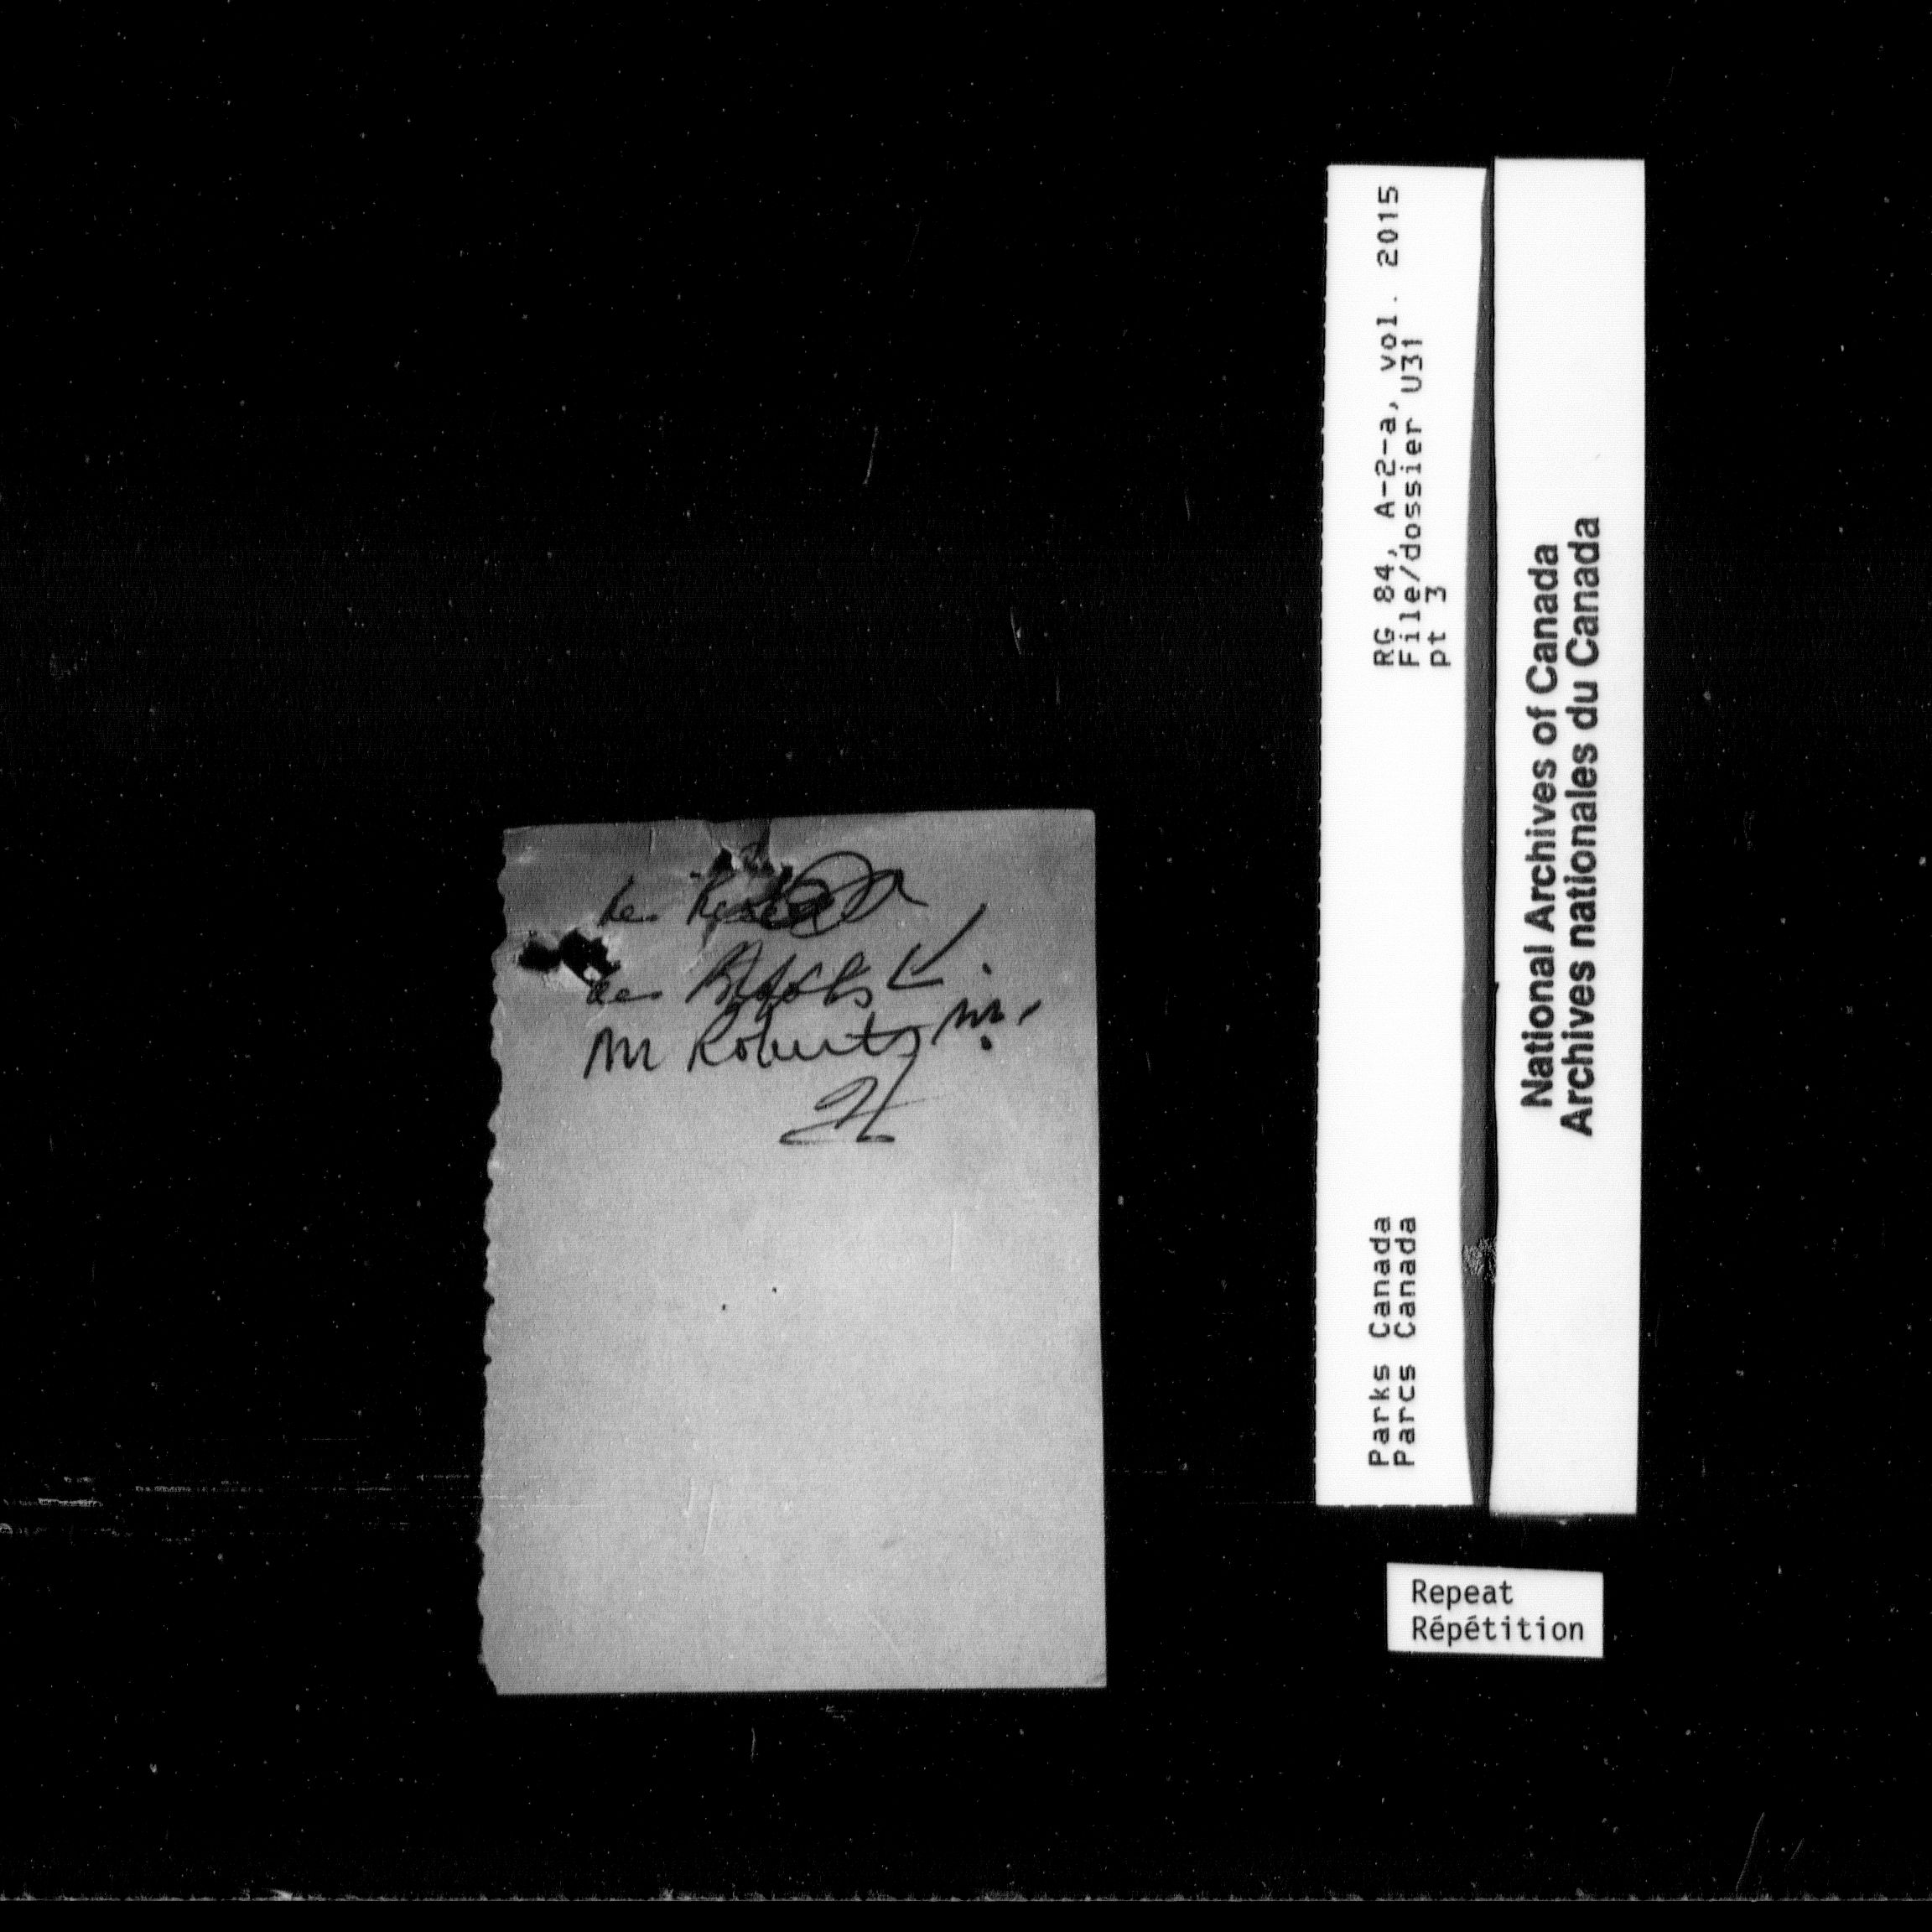 Mr Roberts
RG 84, A-2-a, vol. 2015
File/dossier U31
pt 3
Parks Canada
Parcs Canada
National Archives of Canada
Archives nationales du Canada
Repeat
Répétition